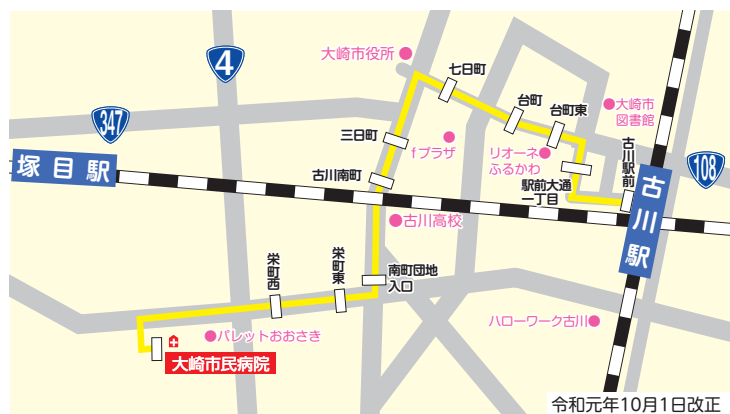 大崎市役所
七日町
4
台町
台町東
大崎市
図書館
347
三日町
fプラザ
リオーネ
ふるかわ
古川駅前
108
塚目駅
古川南町
駅前大通
一丁目
古川駅
古川高校
栄町西
栄町東
南町団地
入口
パレットおおさき
ハローワーク古川
大崎市民病院
令和元年10月1日改正